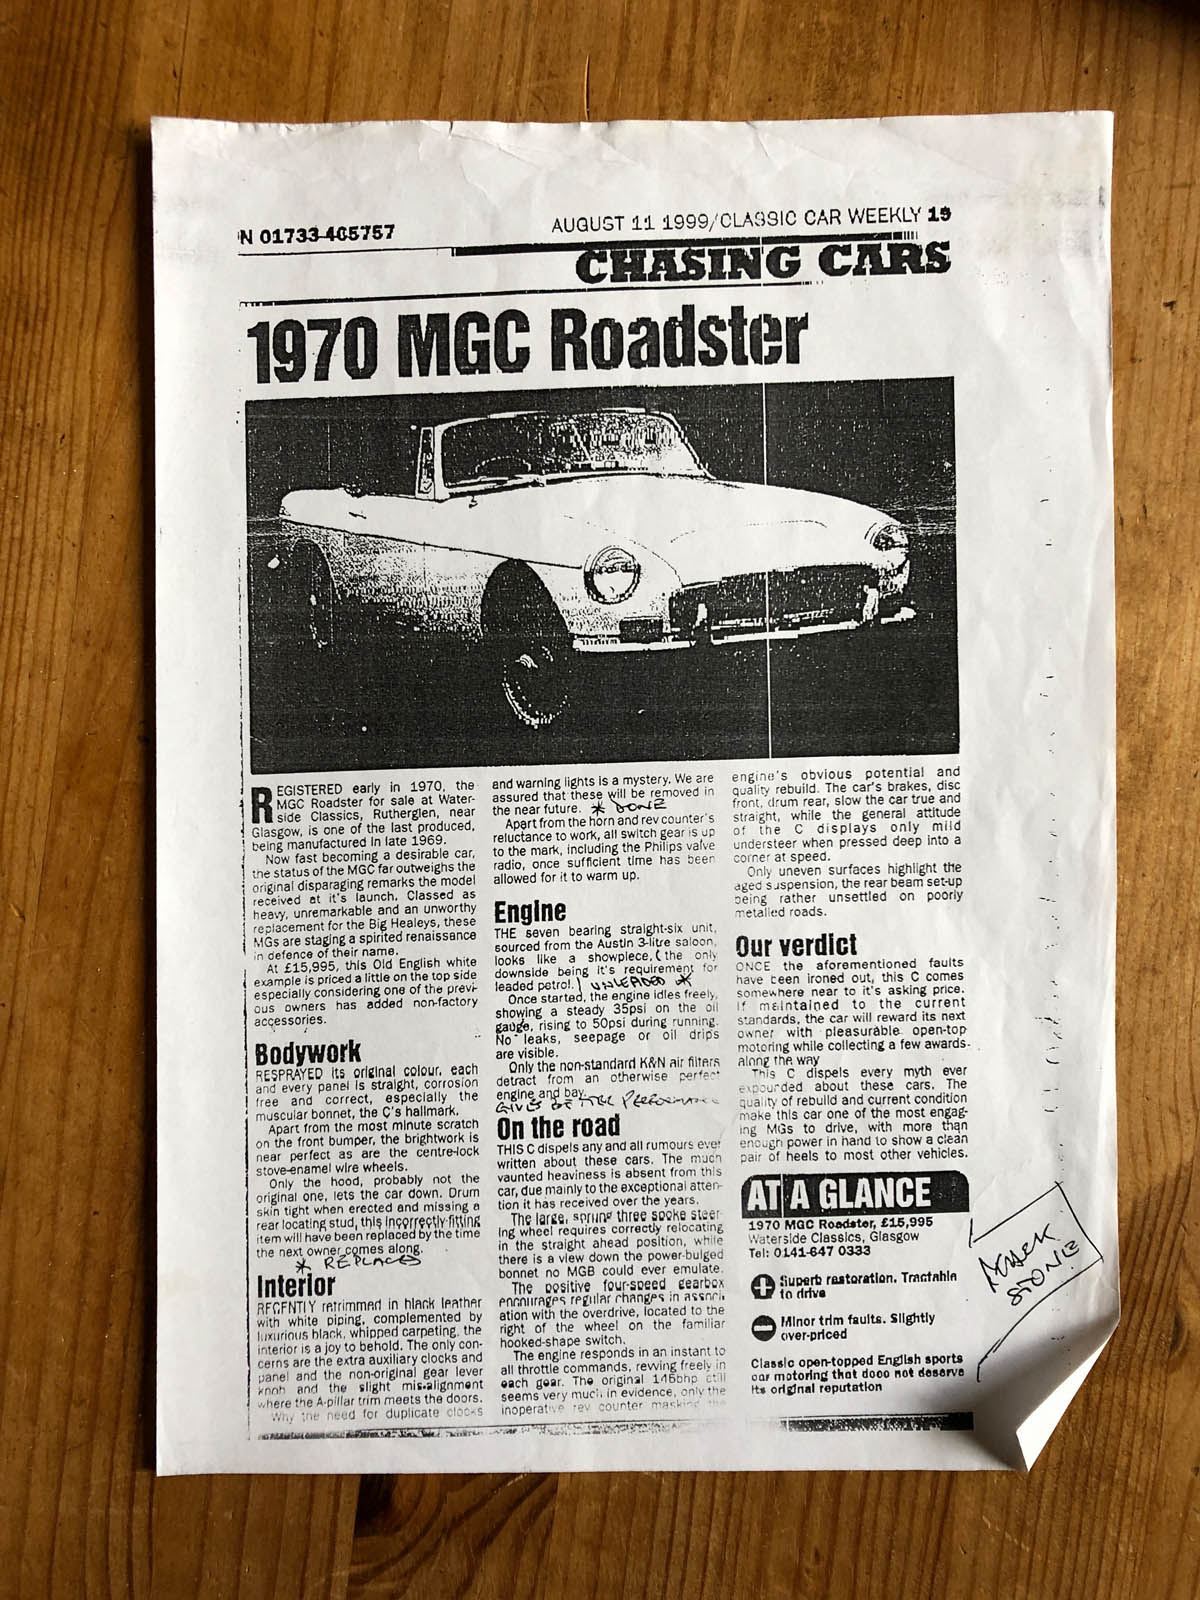 N 01733 465757
AUGUST 11 1999/CLASSIC CAR WEEKLY 19
CHASING CARS
1970 MGC Roadster
REGISTERED early in 1970, the
MGC Roadster for sale at Water-
side Classics, Rutherglen, near
Glasgow, is one of the last produced,
being manufactured in late 1969.
Now fast becoming a desirable car,
the status of the MGC far outweighs the
original disparaging remarks the model
received at it's launch. Classed as
heavy, unremarkable and an unworthy
replacement for the Big Healeys, these
MGs are staging a spirited renaissance
in defence of their name.
At £15,995, this Old English white
example is priced a little on the top side
especially considering one of the previ-
ous owners has added non-factory
accessories.
Bodywork
RESPRAYED its original colour, each
and every panel is straight, corrosion
free and correct, especially the
muscular bonnet, the C's hallmark.
Apart from the most minute scratch
on the front bumper, the brightwork is
near perfect as are the centre-lock
stove-enamel wire wheels.
Only the hood, probably not the
original one, lets the car down. Drum
skin tight when erected and missing a
rear locating stud, this incorrectly-fitting
item will have been replaced by the time
the next owner comes along.
* REPLACED
Interior
RECENTLY retrimmed in black leather
with white piping, complemented by
luxurious black, whipped carpeting, the
interior is a joy to behold. The only con-
cerns are the extra auxiliary clocks and
panel and the non-original gear lever
knob and the slight mis-alignment
where the A-pillar trim meets the doors.
Why the need for duplicate clocks
and warning lights is a mystery. We are
assured that these will be removed in
the near future. * DONE
Apart from the horn and rev counter's
reluctance to work, all switch gear is up
to the mark, including the Philips valve
radio, once sufficient time has been
allowed for it to warm up.
Engine
THE seven bearing straight-six unit,
sourced from the Austin 3-litre saloon,
looks like a showpiece, (the only
downside being it's requirement for
leaded petrol.) UNLEADED *
Once started, the engine idles freely,
showing a steady 35psi on the oil
gauge, rising to 50psi during running.
No leaks, seepage or oil drips
are visible.
Only the non-standard K&N air filters
detract from an otherwise perfect
engine and bay.
GIVES BETTER PERFORMANCE
On the road
THIS C dispels any and all rumours ever
written about these cars. The much
vaunted heaviness is absent from this
car, due mainly to the exceptional atten-
tion it has received over the years.
The large, sprung three spoke steer-
ing wheel requires correctly relocating
in the straight ahead position, while
there is a view down the power-bulged
bonnet no MGB could ever emulate.
The positive four-speed gearbox
encourages regular changes in associ-
ation with the overdrive, located to the
right of the wheel on the familiar
hooked-shape switch.
The engine responds in an instant to
all throttle commands, revving freely in
each gear. The original 145bhp still
seems very much in evidence, only the
inoperative rev counter masking the
engine's obvious potential and
quality rebuild. The car's brakes, disc
front, drum rear, slow the car true and
straight, while the general attitude
of the C displays only mild
understeer when pressed deep into a
corner at speed.
Only uneven surfaces highlight the
aged suspension, the rear beam set-up
being rather unsettled on poorly
metalled roads.
Our verdict
ONCE the aforementioned faults
have been ironed out, this C comes
somewhere near to it's asking price.
If maintained to the current
standards, the car will reward its next
owner with pleasurable open-top
motoring while collecting a few awards
along the way
This C dispels every myth ever
expounded about these cars. The
quality of rebuild and current condition
make this car one of the most engag-
ing MGs to drive, with more than
enough power in hand to show a clean
pair of heels to most other vehicles.
AT A GLANCE
1970 MGC Roadster, £15,995
Waterside Classics, Glasgow
Tel: 0141-647 0333
Superb restoration. Tractable
to drive
Minor trim faults. Slightly
over-priced
Classic open-topped English sports
car motoring that does not deserve
its original reputation
STONE